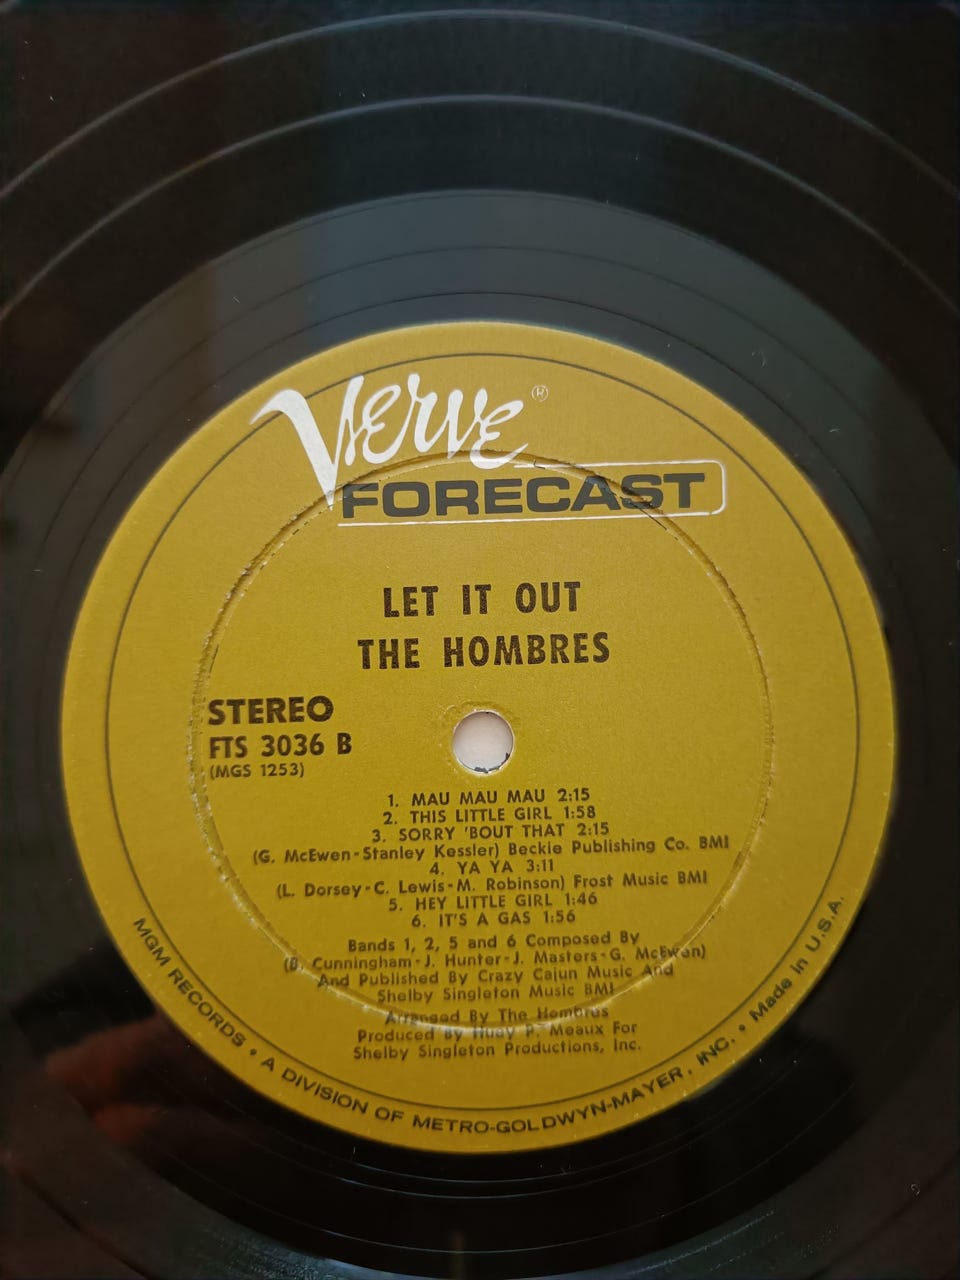 Verve ®
FORECAST
LET IT OUT
THE HOMBRES
STEREO
FTS 3036 B
(MGS 1253)
1. MAU MAU MAU 2:15
2. THIS LITTLE GIRL 1:58
3. SORRY 'BOUT THAT 2:15
(G. McEwen-Stanley Kessler) Beckie Publishing Co. BMI
4. YA YA 3:11
(L. Dorsey-C. Lewis-M. Robinson) Frost Music BMI
5. HEY LITTLE GIRL 1:46
6. IT'S A GAS 1:56
Bands 1, 2, 5 and 6 Composed By
(B. Cunningham-J. Hunter-J. Masters-G. McEwen)
And Published By Crazy Cajun Music And
Shelby Singleton Music BMI
Arranged By The Hombres
Produced By Huey P. Meaux For
Shelby Singleton Productions, Inc.
MGM RECORDS • A DIVISION OF METRO-GOLDWYN-MAYER, INC. • Made in U.S.A.